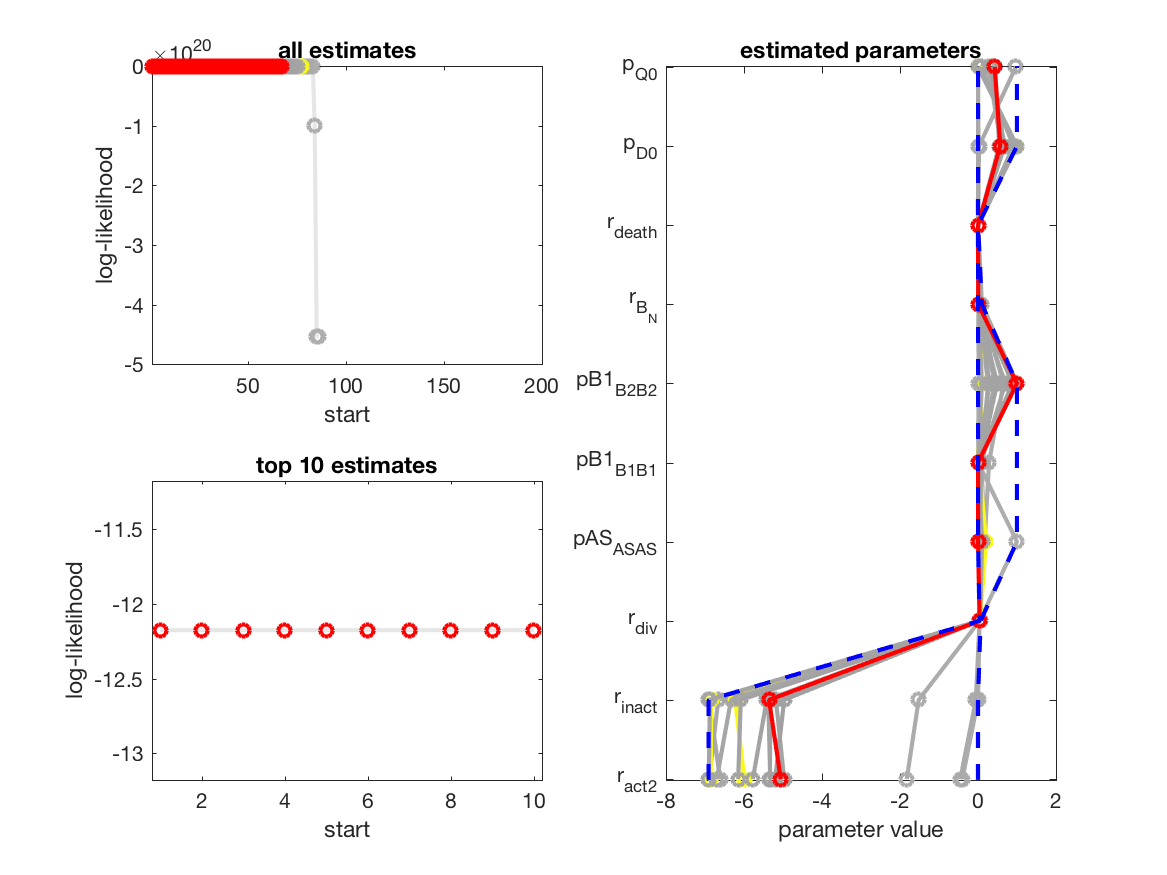 ×10^20
all estimates
0
-1
-2
-3
-4
-5
log-likelihood
50
100
150
200
start
top 10 estimates
-11.5
-12
-12.5
-13
log-likelihood
2
4
6
8
10
start
estimated parameters
p_Q0
p_D0
r_death
r_B_N
pB1_B2B2
pB1_B1B1
pAS_ASAS
r_div
r_inact
r_act2
-8
-6
-4
-2
0
2
parameter value